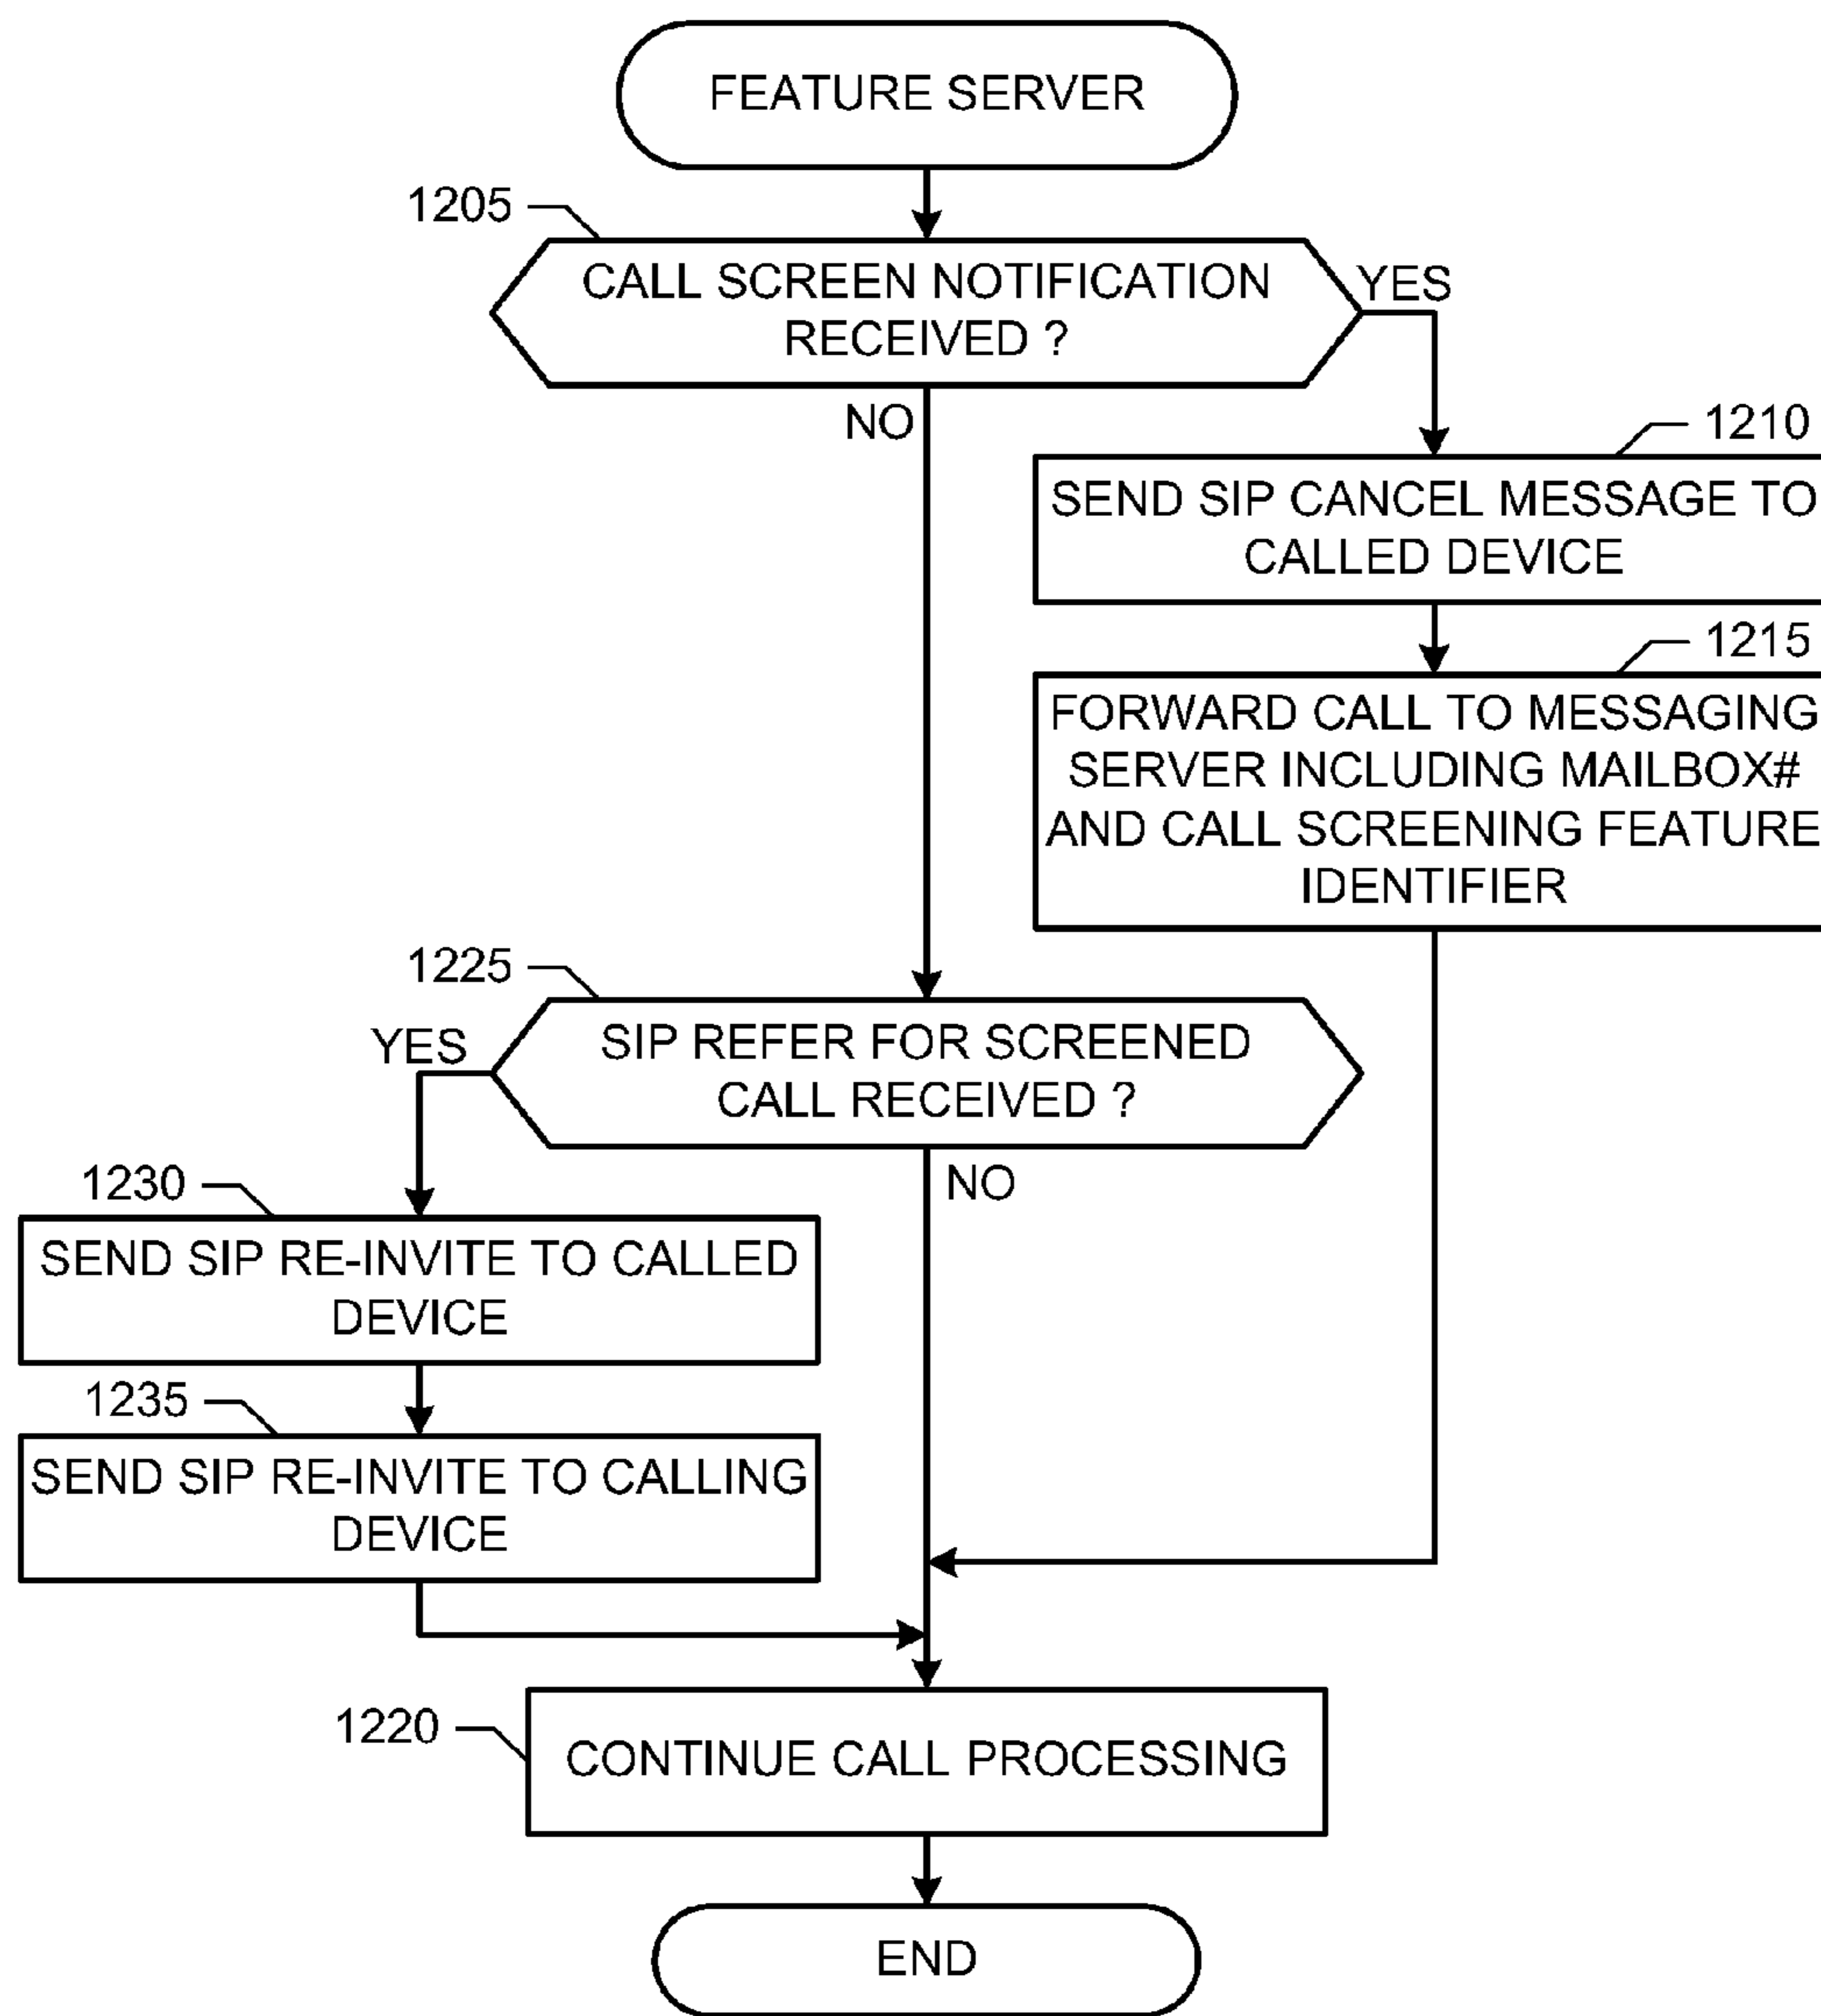 FEATURE SERVER
1205
CALL SCREEN NOTIFICATION
RECEIVED ?
YES
NO
1210
SEND SIP CANCEL MESSAGE TO
CALLED DEVICE
1215
FORWARD CALL TO MESSAGING
SERVER INCLUDING MAILBOX#
AND CALL SCREENING FEATURE
IDENTIFIER
1225
SIP REFER FOR SCREENED
CALL RECEIVED ?
YES
NO
1230
SEND SIP RE-INVITE TO CALLED
DEVICE
1235
SEND SIP RE-INVITE TO CALLING
DEVICE
1220
CONTINUE CALL PROCESSING
END